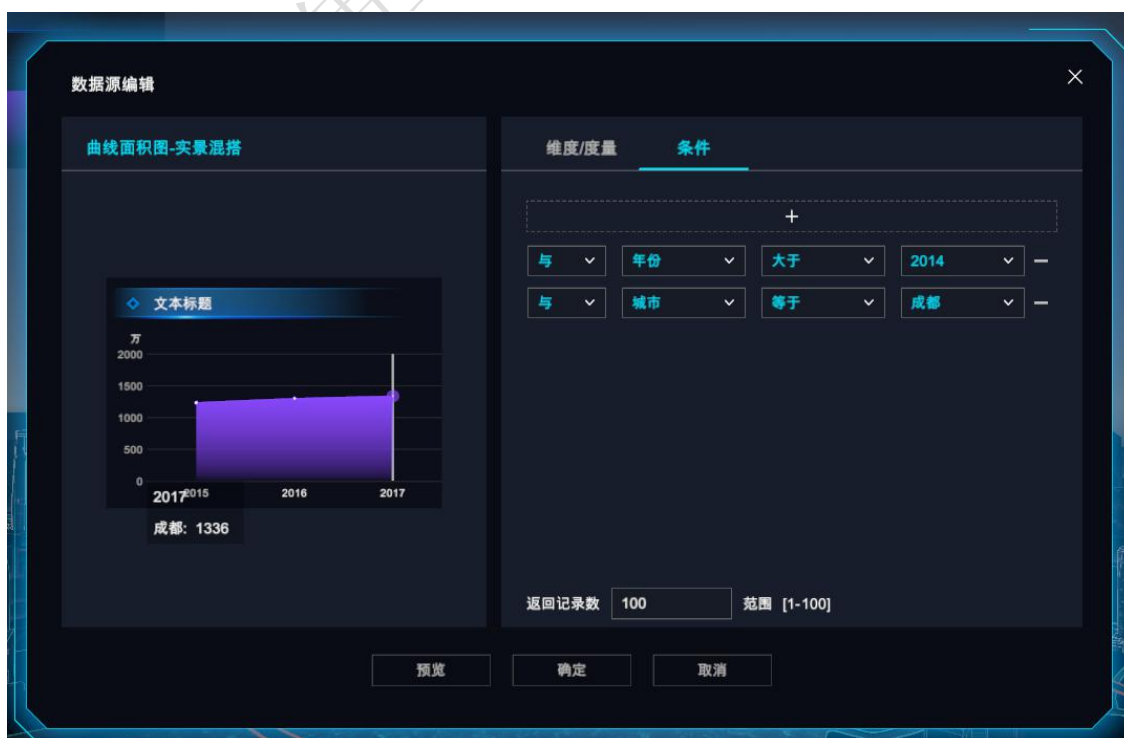 数据源编辑
曲线面积图-实景混搭
文本标题
万
2000
1500
1000
500
0
2015 2016 2017
2017
成都: 1336
维度/度量 条件
+
与 年份 大于 2014
与 城市 等于 成都
返回记录数 100 范围 [1-100]
预览 确定 取消